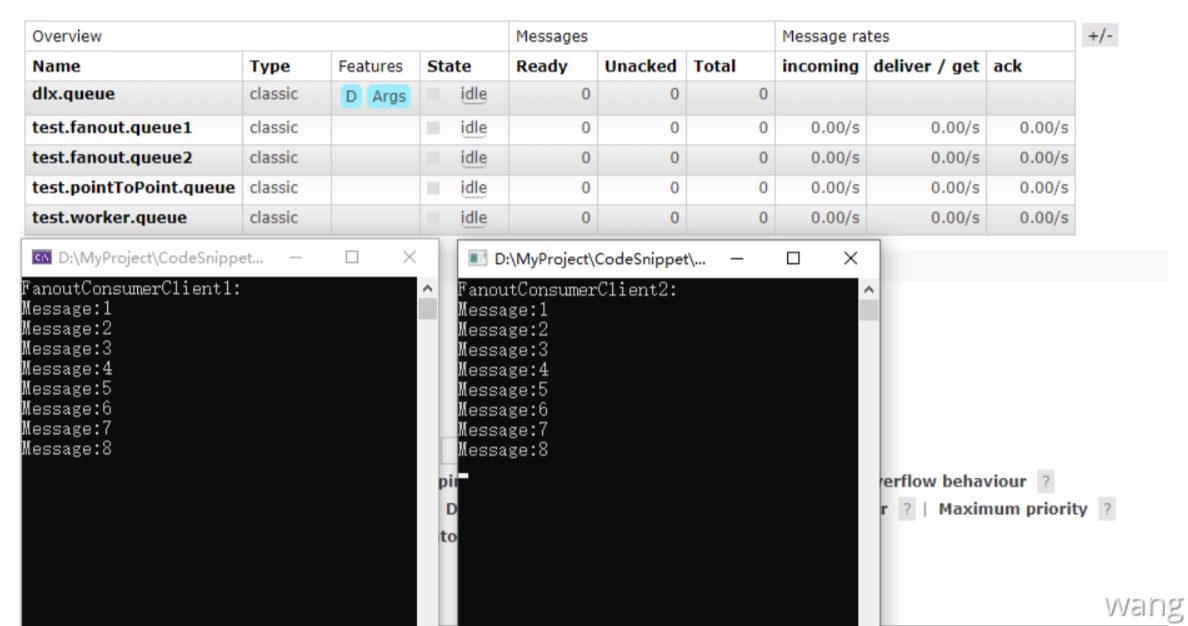 Overview Messages Message rates +/-
Name Type Features State Ready Unacked Total incoming deliver / get ack
dlx.queue classic D Args idle 0 0 0
test.fanout.queue1 classic idle 0 0 0 0.00/s 0.00/s 0.00/s
test.fanout.queue2 classic idle 0 0 0 0.00/s 0.00/s 0.00/s
test.pointToPoint.queue classic idle 0 0 0 0.00/s 0.00/s 0.00/s
test.worker.queue classic idle 0 0 0 0.00/s 0.00/s 0.00/s
D:\MyProject\CodeSnippet...
FanoutConsumerClient1:
Message:1
Message:2
Message:3
Message:4
Message:5
Message:6
Message:7
Message:8
D:\MyProject\CodeSnippet\...
FanoutConsumerClient2:
Message:1
Message:2
Message:3
Message:4
Message:5
Message:6
Message:7
Message:8
behaviour ?
? | Maximum priority ?
wang